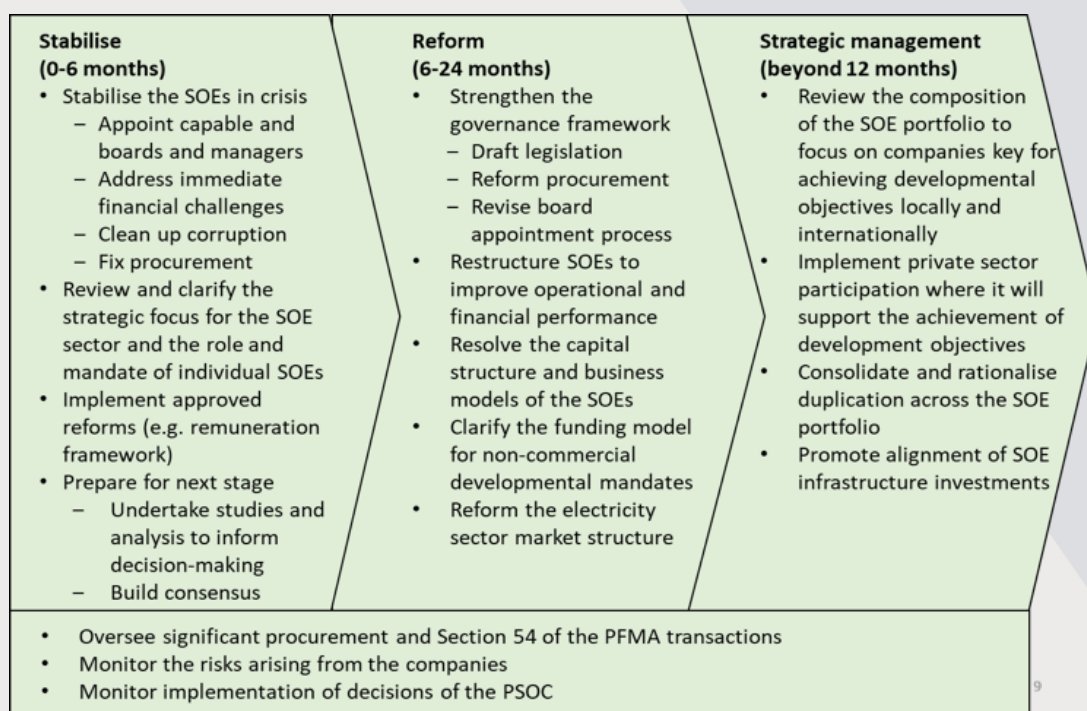 Stabilise
(0-6 months)
• Stabilise the SOEs in crisis
– Appoint capable and
boards and managers
– Address immediate
financial challenges
– Clean up corruption
– Fix procurement
• Review and clarify the
strategic focus for the SOE
sector and the role and
mandate of individual SOEs
• Implement approved
reforms (e.g. remuneration
framework)
• Prepare for next stage
– Undertake studies and
analysis to inform
decision-making
– Build consensus
Reform
(6-24 months)
• Strengthen the
governance framework
– Draft legislation
– Reform procurement
– Revise board
appointment process
• Restructure SOEs to
improve operational and
financial performance
• Resolve the capital
structure and business
models of the SOEs
• Clarify the funding model
for non-commercial
developmental mandates
• Reform the electricity
sector market structure
Strategic management
(beyond 12 months)
• Review the composition
of the SOE portfolio to
focus on companies key for
achieving developmental
objectives locally and
internationally
• Implement private sector
participation where it will
support the achievement of
development objectives
• Consolidate and rationalise
duplication across the SOE
portfolio
• Promote alignment of SOE
infrastructure investments
• Oversee significant procurement and Section 54 of the PFMA transactions
• Monitor the risks arising from the companies
• Monitor implementation of decisions of the PSOC
9